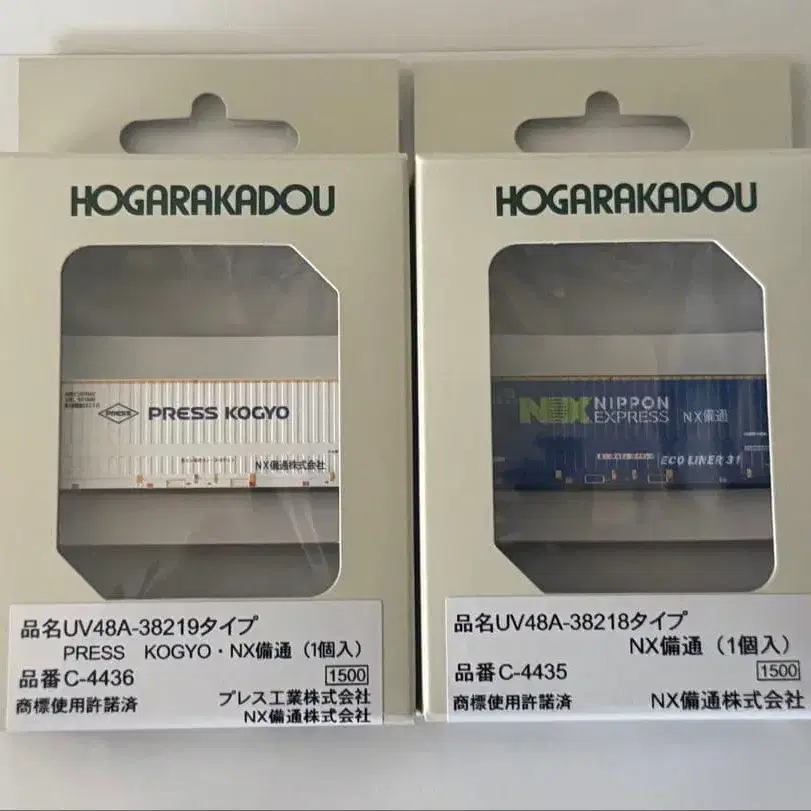 HOGARAKADOU
PRESS
PRESS KOGYO
NX備通株式会社
品名UV48A-38219タイプ
PRESS KOGYO・NX備通（1個入）
品番C-4436
1500
商標使用許諾済
プレス工業株式会社
NX備通株式会社
HOGARAKADOU
NX NIPPON
EXPRESS
NX備通
ECO LINER 31
品名UV48A-38218タイプ
NX備通（1個入）
品番C-4435
1500
商標使用許諾済
NX備通株式会社